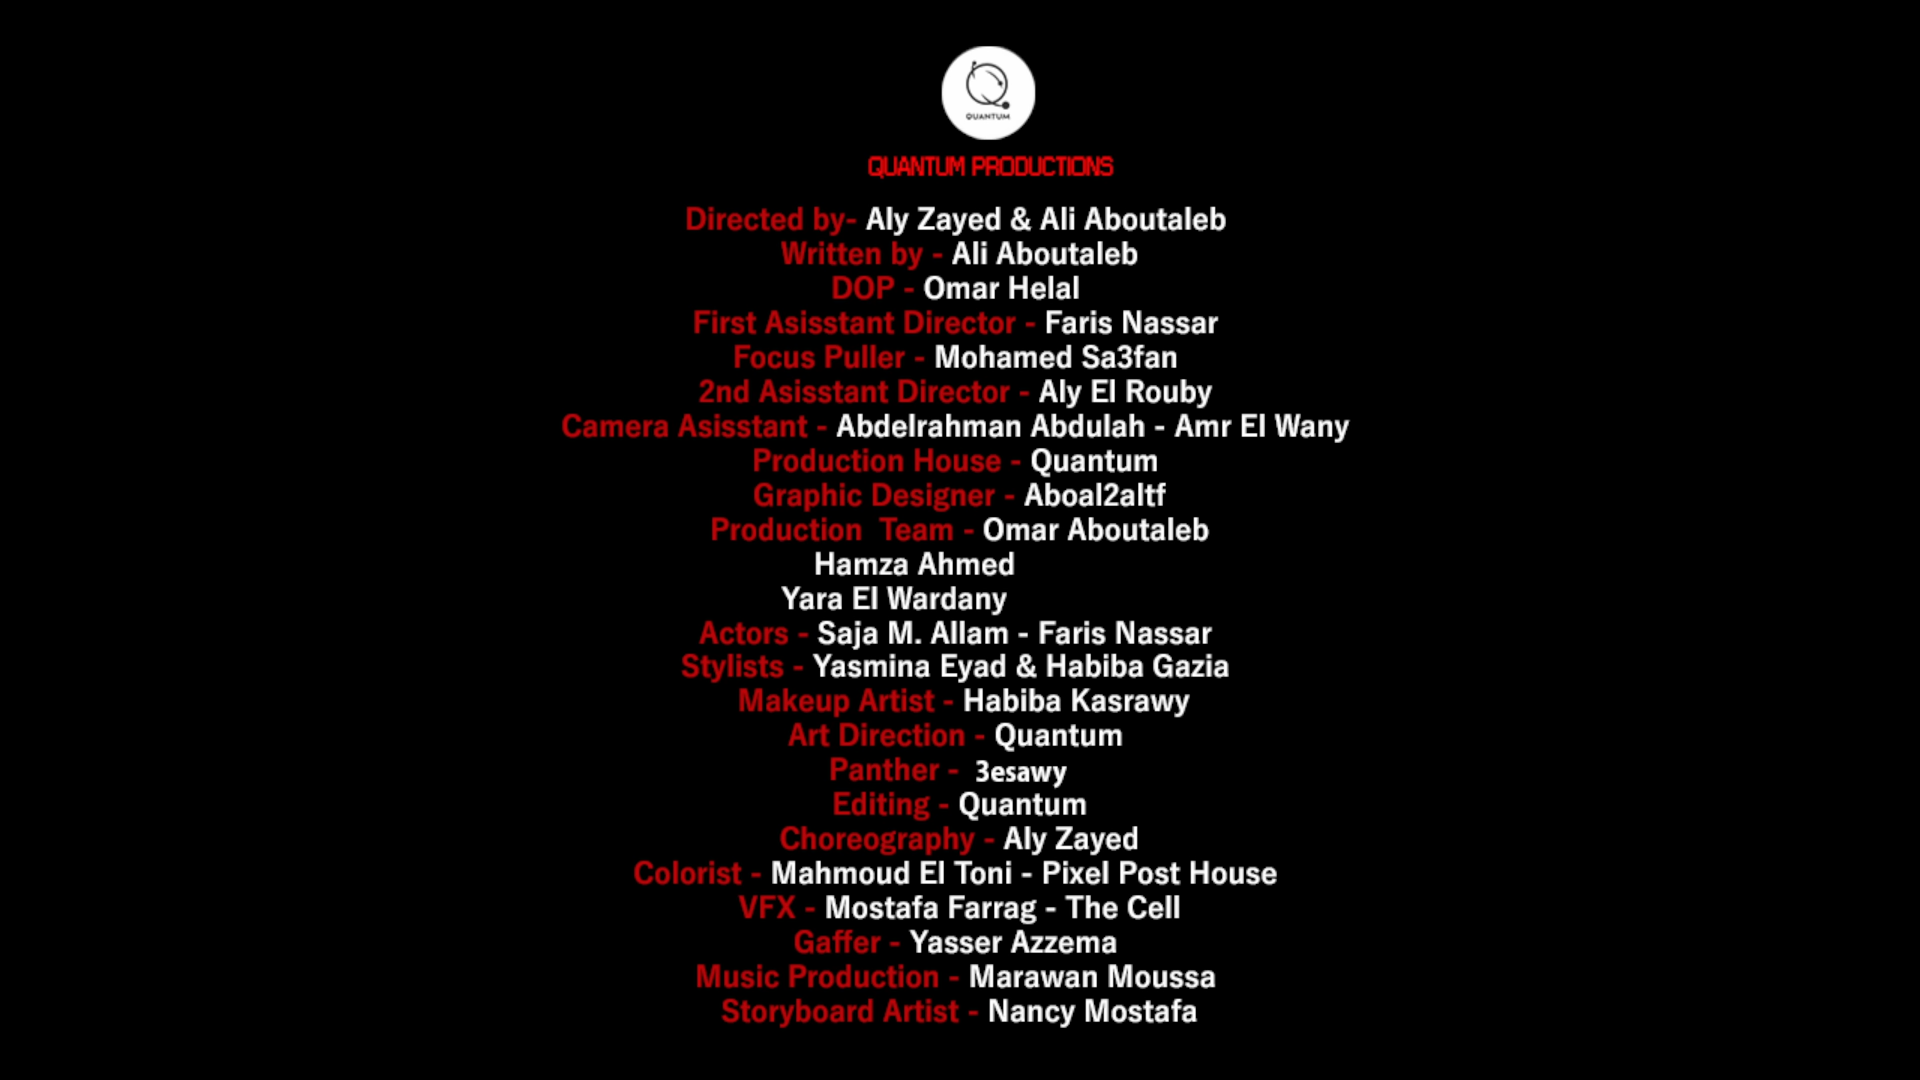 QUANTUM
QUANTUM PRODUCTIONS
Directed by- Aly Zayed & Ali Aboutaleb
Written by - Ali Aboutaleb
DOP - Omar Helal
First Asisstant Director - Faris Nassar
Focus Puller - Mohamed Sa3fan
2nd Asisstant Director - Aly El Rouby
Camera Asisstant - Abdelrahman Abdulah - Amr El Wany
Production House - Quantum
Graphic Designer - Aboal2altf
Production  Team - Omar Aboutaleb
Hamza Ahmed
Yara El Wardany
Actors - Saja M. Allam - Faris Nassar
Stylists - Yasmina Eyad & Habiba Gazia
Makeup Artist - Habiba Kasrawy
Art Direction - Quantum
Panther -  3esawy
Editing - Quantum
Choreography - Aly Zayed
Colorist - Mahmoud El Toni - Pixel Post House
VFX - Mostafa Farrag - The Cell
Gaffer - Yasser Azzema
Music Production - Marawan Moussa
Storyboard Artist - Nancy Mostafa